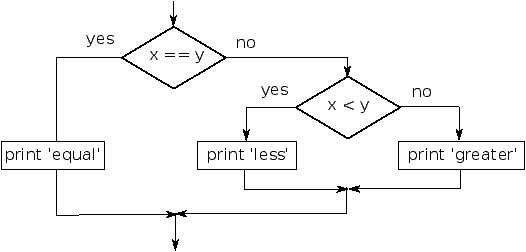 yes
x == y
no
yes
x < y
no
print 'equal'
print 'less'
print 'greater'